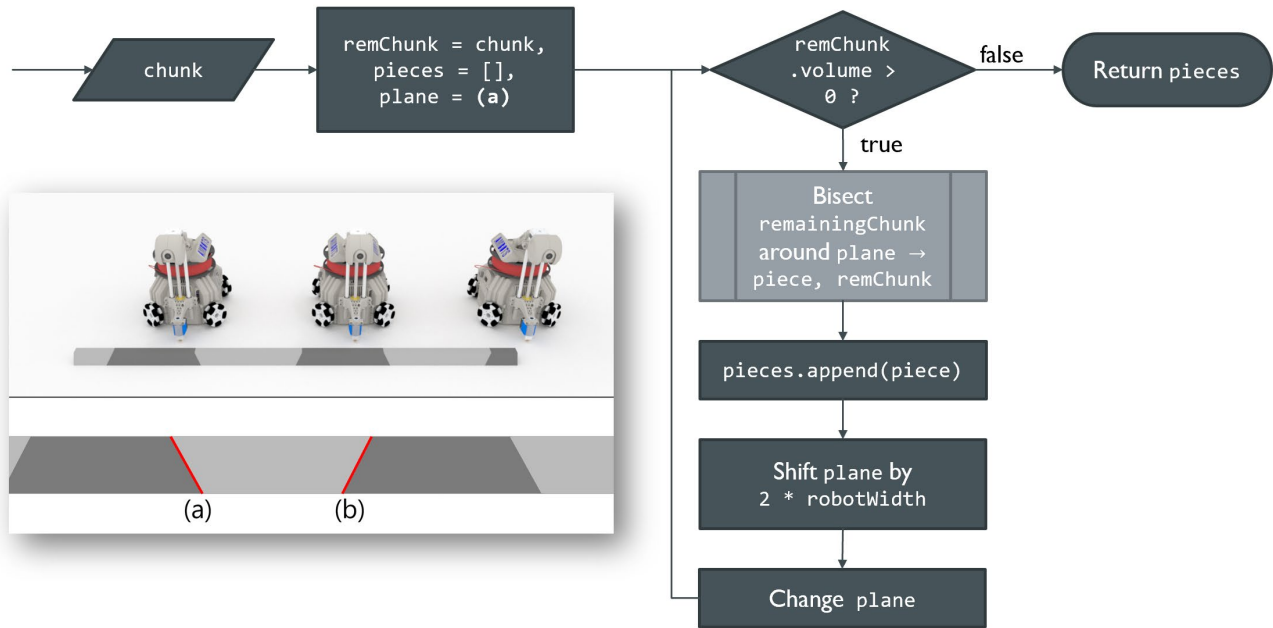 chunk
remChunk = chunk,
pieces = [],
plane = (a)
remChunk
.volume >
0 ?
false
Return pieces
true
Bisect
remainingChunk
around plane →
piece, remChunk
pieces.append(piece)
Shift plane by
2 * robotWidth
Change plane
(a)
(b)